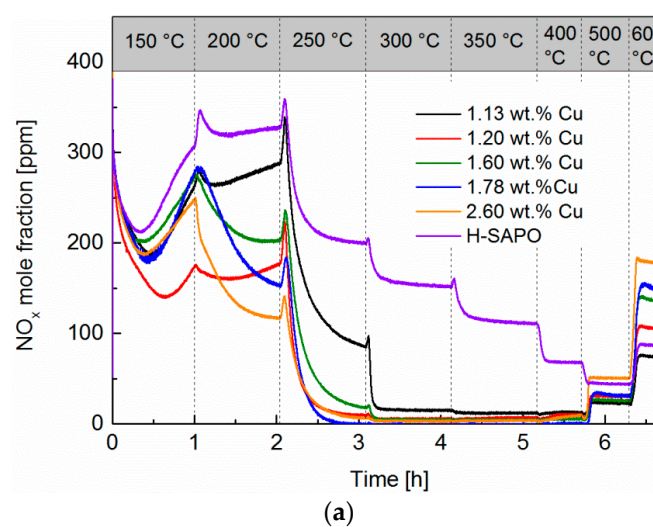 150 °C 200 °C 250 °C 300 °C 350 °C 400 °C 500 °C 60 °C
400
300
200
100
0
NOx mole fraction [ppm]
1.13 wt.% Cu
1.20 wt.% Cu
1.60 wt.% Cu
1.78 wt.%Cu
2.60 wt.% Cu
H-SAPO
0 1 2 3 4 5 6
Time [h]
(a)